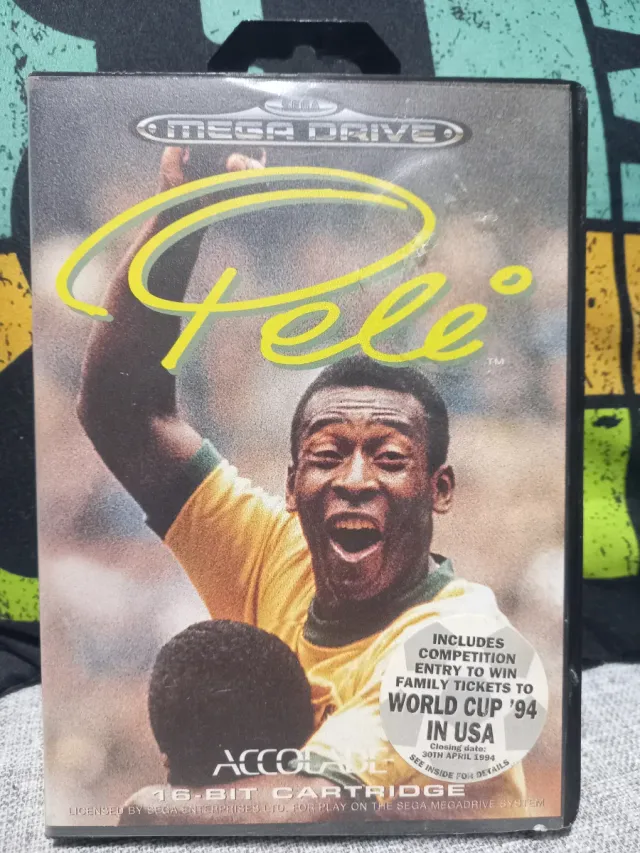 SEGA
MEGA DRIVE
Pelé
TM
INCLUDES
COMPETITION
ENTRY TO WIN
FAMILY TICKETS TO
WORLD CUP '94
IN USA
Closing date:
30TH APRIL 1994
SEE INSIDE FOR DETAILS
ACCOLADE
16-BIT CARTRIDGE
LICENSED BY SEGA ENTERPRISES LTD. FOR PLAY ON THE SEGA MEGADRIVE SYSTEM